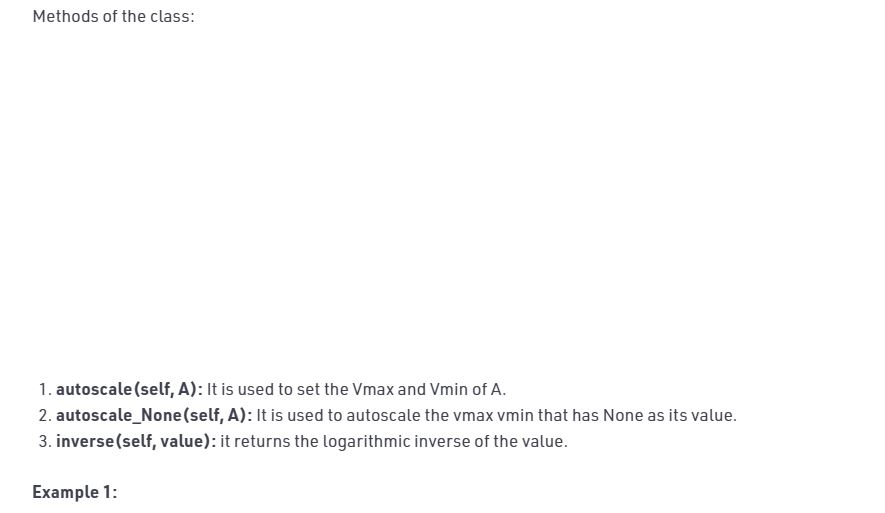 Methods of the class:
1. autoscale(self, A): It is used to set the Vmax and Vmin of A.
2. autoscale_None(self, A): It is used to autoscale the vmax vmin that has None as its value.
3. inverse(self, value): it returns the logarithmic inverse of the value.
Example 1: